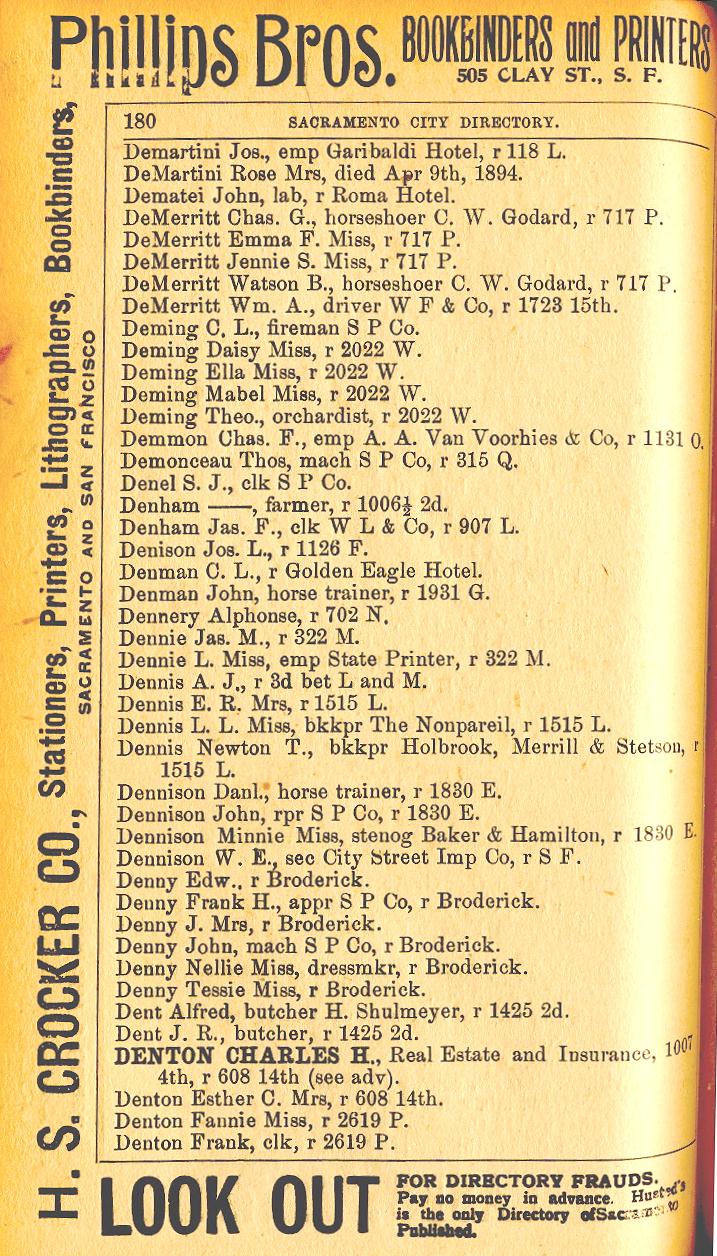 Phillips Bros. BOOKBINDERS and PRINTERS
505 CLAY ST., S. F.
H. S. CROCKER CO., Stationers, Printers, Lithographers, Bookbinders,
SACRAMENTO AND SAN FRANCISCO
180 SACRAMENTO CITY DIRECTORY.
Demartini Jos., emp Garibaldi Hotel, r 118 L.
DeMartini Rose Mrs, died Apr 9th, 1894.
Dematei John, lab, r Roma Hotel.
DeMerritt Chas. G., horseshoer C. W. Godard, r 717 P.
DeMerritt Emma F. Miss, r 717 P.
DeMerritt Jennie S. Miss, r 717 P.
DeMerritt Watson B., horseshoer C. W. Godard, r 717 P.
DeMerritt Wm. A., driver W F & Co, r 1723 15th.
Deming C. L., fireman S P Co.
Deming Daisy Miss, r 2022 W.
Deming Ella Miss, r 2022 W.
Deming Mabel Miss, r 2022 W.
Deming Theo., orchardist, r 2022 W.
Demmon Chas. F., emp A. A. Van Voorhies & Co, r 1131 O.
Demonceau Thos, mach S P Co, r 315 Q.
Denel S. J., clk S P Co.
Denham ——, farmer, r 1006½ 2d.
Denham Jas. F., clk W L & Co, r 907 L.
Denison Jos. L., r 1126 F.
Denman C. L., r Golden Eagle Hotel.
Denman John, horse trainer, r 1931 G.
Dennery Alphonse, r 702 N.
Dennie Jas. M., r 322 M.
Dennie L. Miss, emp State Printer, r 322 M.
Dennis A. J., r 3d bet L and M.
Dennis E. R. Mrs, r 1515 L.
Dennis L. L. Miss, bkkpr The Nonpareil, r 1515 L.
Dennis Newton T., bkkpr Holbrook, Merrill & Stetson, r
1515 L.
Dennison Danl., horse trainer, r 1830 E.
Dennison John, rpr S P Co, r 1830 E.
Dennison Minnie Miss, stenog Baker & Hamilton, r 1830 E.
Dennison W. E., sec City Street Imp Co, r S F.
Denny Edw., r Broderick.
Denny Frank H., appr S P Co, r Broderick.
Denny J. Mrs, r Broderick.
Denny John, mach S P Co, r Broderick.
Denny Nellie Miss, dressmkr, r Broderick.
Denny Tessie Miss, r Broderick.
Dent Alfred, butcher H. Shulmeyer, r 1425 2d.
Dent J. R., butcher, r 1425 2d.
DENTON CHARLES H., Real Estate and Insurance, 1007
4th, r 608 14th (see adv).
Denton Esther C. Mrs, r 608 14th.
Denton Fannie Miss, r 2619 P.
Denton Frank, clk, r 2619 P.
LOOK OUT FOR DIRECTORY FRAUDS.
Pay no money in advance. Husted's
is the only Directory of Sacramento
Published.